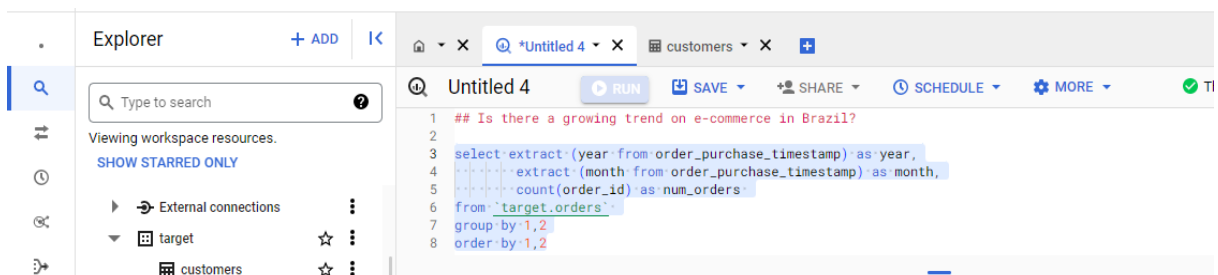 Explorer
+ ADD
*Untitled 4
customers
Type to search
Viewing workspace resources.
SHOW STARRED ONLY
External connections
target
customers
Untitled 4
RUN
SAVE
SHARE
SCHEDULE
MORE
1 ## Is there a growing trend on e-commerce in Brazil?
2
3 select extract (year from order_purchase_timestamp) as year,
4 extract (month from order_purchase_timestamp) as month,
5 count(order_id) as num_orders
6 from `target.orders`
7 group by 1,2
8 order by 1,2